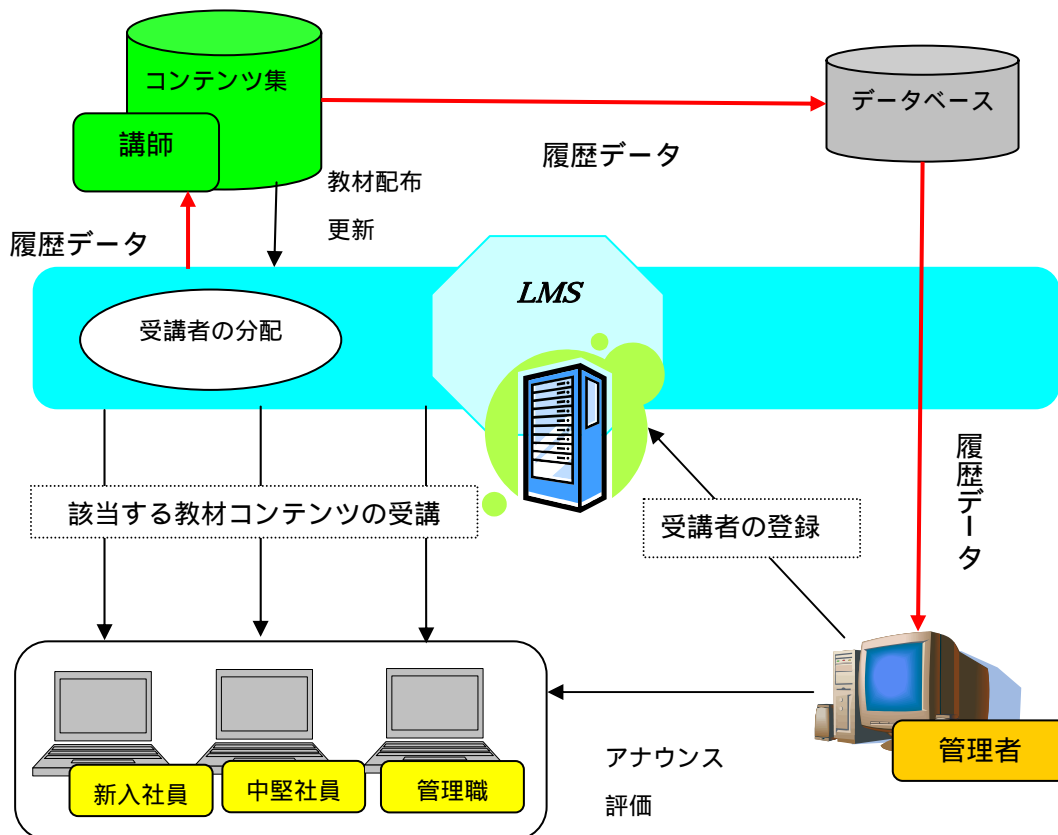 コンテンツ集
データベース
講師
履歴データ
教材配布
更新
履歴データ
LMS
受講者の分配
履歴データ
該当する教材コンテンツの受講
受講者の登録
アナウンス
評価
管理者
新入社員
中堅社員
管理職